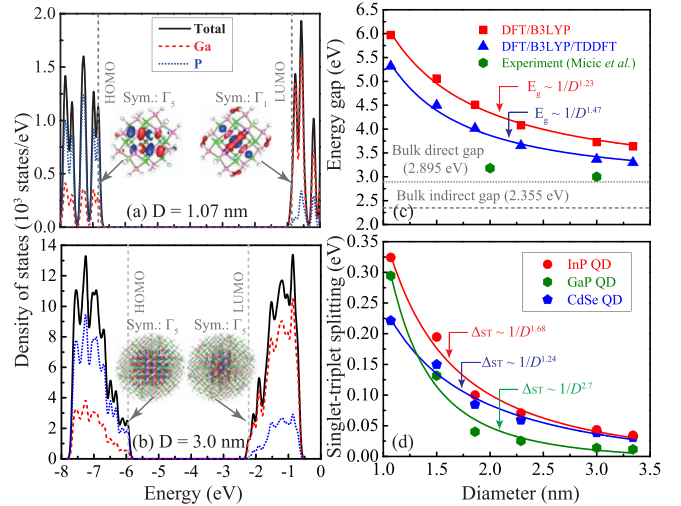 Density of states (10³ states/eV)
2.0
1.5
1.0
0.5
0.0
Total
Ga
P
HOMO
LUMO
Sym.: Γ5
Sym.: Γ1
(a) D = 1.07 nm
14
12
10
8
6
4
2
0
HOMO
LUMO
Sym.: Γ5
Sym.: Γ5
(b) D = 3.0 nm
-8 -7 -6 -5 -4 -3 -2 -1 0
Energy (eV)
Energy gap (eV)
6.5
6.0
5.5
5.0
4.5
4.0
3.5
3.0
2.5
2.0
DFT/B3LYP
DFT/B3LYP/TDDFT
Experiment (Micic et al.)
Eg ~ 1/D^1.23
Eg ~ 1/D^1.47
Bulk direct gap
(2.895 eV)
Bulk indirect gap (2.355 eV)
(c)
Singlet-triplet splitting (eV)
0.35
0.30
0.25
0.20
0.15
0.10
0.05
0.00
InP QD
GaP QD
CdSe QD
ΔST ~ 1/D^1.68
ΔST ~ 1/D^1.24
ΔST ~ 1/D^2.7
(d)
1.0 1.5 2.0 2.5 3.0 3.5
Diameter (nm)